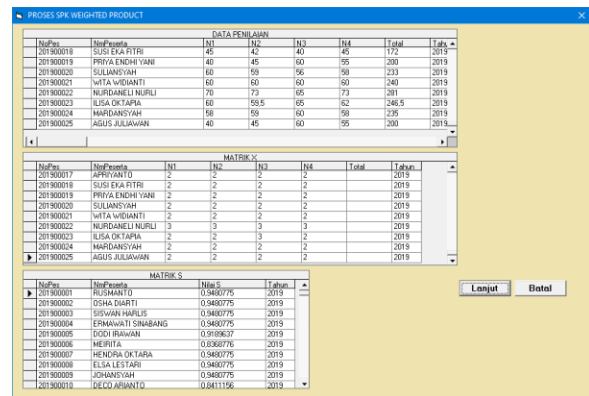 PROSES SPK WEIGHTED PRODUCT
DATA PENILAIAN
NoPes NmPeserta N1 N2 N3 N4 Total Tahu
201900018 SUSI EKA FITRI 45 42 40 45 172 2019
201900019 PRIYA ENDHI YANI 40 45 60 55 200 2019
201900020 SULIANSYAH 60 59 56 58 233 2019
201900021 WITA WIDIANTI 60 60 60 60 240 2019
201900022 NURDANELI NURLI 70 73 65 73 281 2019
201900023 ILISA OKTAPIA 60 59,5 65 62 246,5 2019
201900024 MARDANSYAH 58 59 60 58 235 2019
201900025 AGUS JULIAWAN 40 45 60 55 200 2019
MATRIK X
NoPes NmPeserta N1 N2 N3 N4 Total Tahun
201900017 APRIYANTO 2 2 2 2 2019
201900018 SUSI EKA FITRI 2 2 2 2 2019
201900019 PRIYA ENDHI YANI 2 2 2 2 2019
201900020 SULIANSYAH 2 2 2 2 2019
201900021 WITA WIDIANTI 2 2 2 2 2019
201900022 NURDANELI NURLI 3 3 3 3 2019
201900023 ILISA OKTAPIA 2 2 3 2 2019
201900024 MARDANSYAH 2 2 2 2 2019
201900025 AGUS JULIAWAN 2 2 2 2 2019
MATRIK S
NoPes NmPeserta Nilai S Tahun
201900001 RUSMANTO 0,9480775 2019
201900002 OSHA DIARTI 0,9480775 2019
201900003 SISWAN HARLIS 0,9480775 2019
201900004 ERMAWATI SINABANG 0,9480775 2019
201900005 DODI IRAWAN 0,9189637 2019
201900006 MEIRITA 0,8368776 2019
201900007 HENDRA OKTARA 0,9480775 2019
201900008 ELSA LESTARI 0,9480775 2019
201900009 JOHANSYAH 0,9480775 2019
201900010 DECO ARIANTO 0,8411156 2019
Lanjut Batal